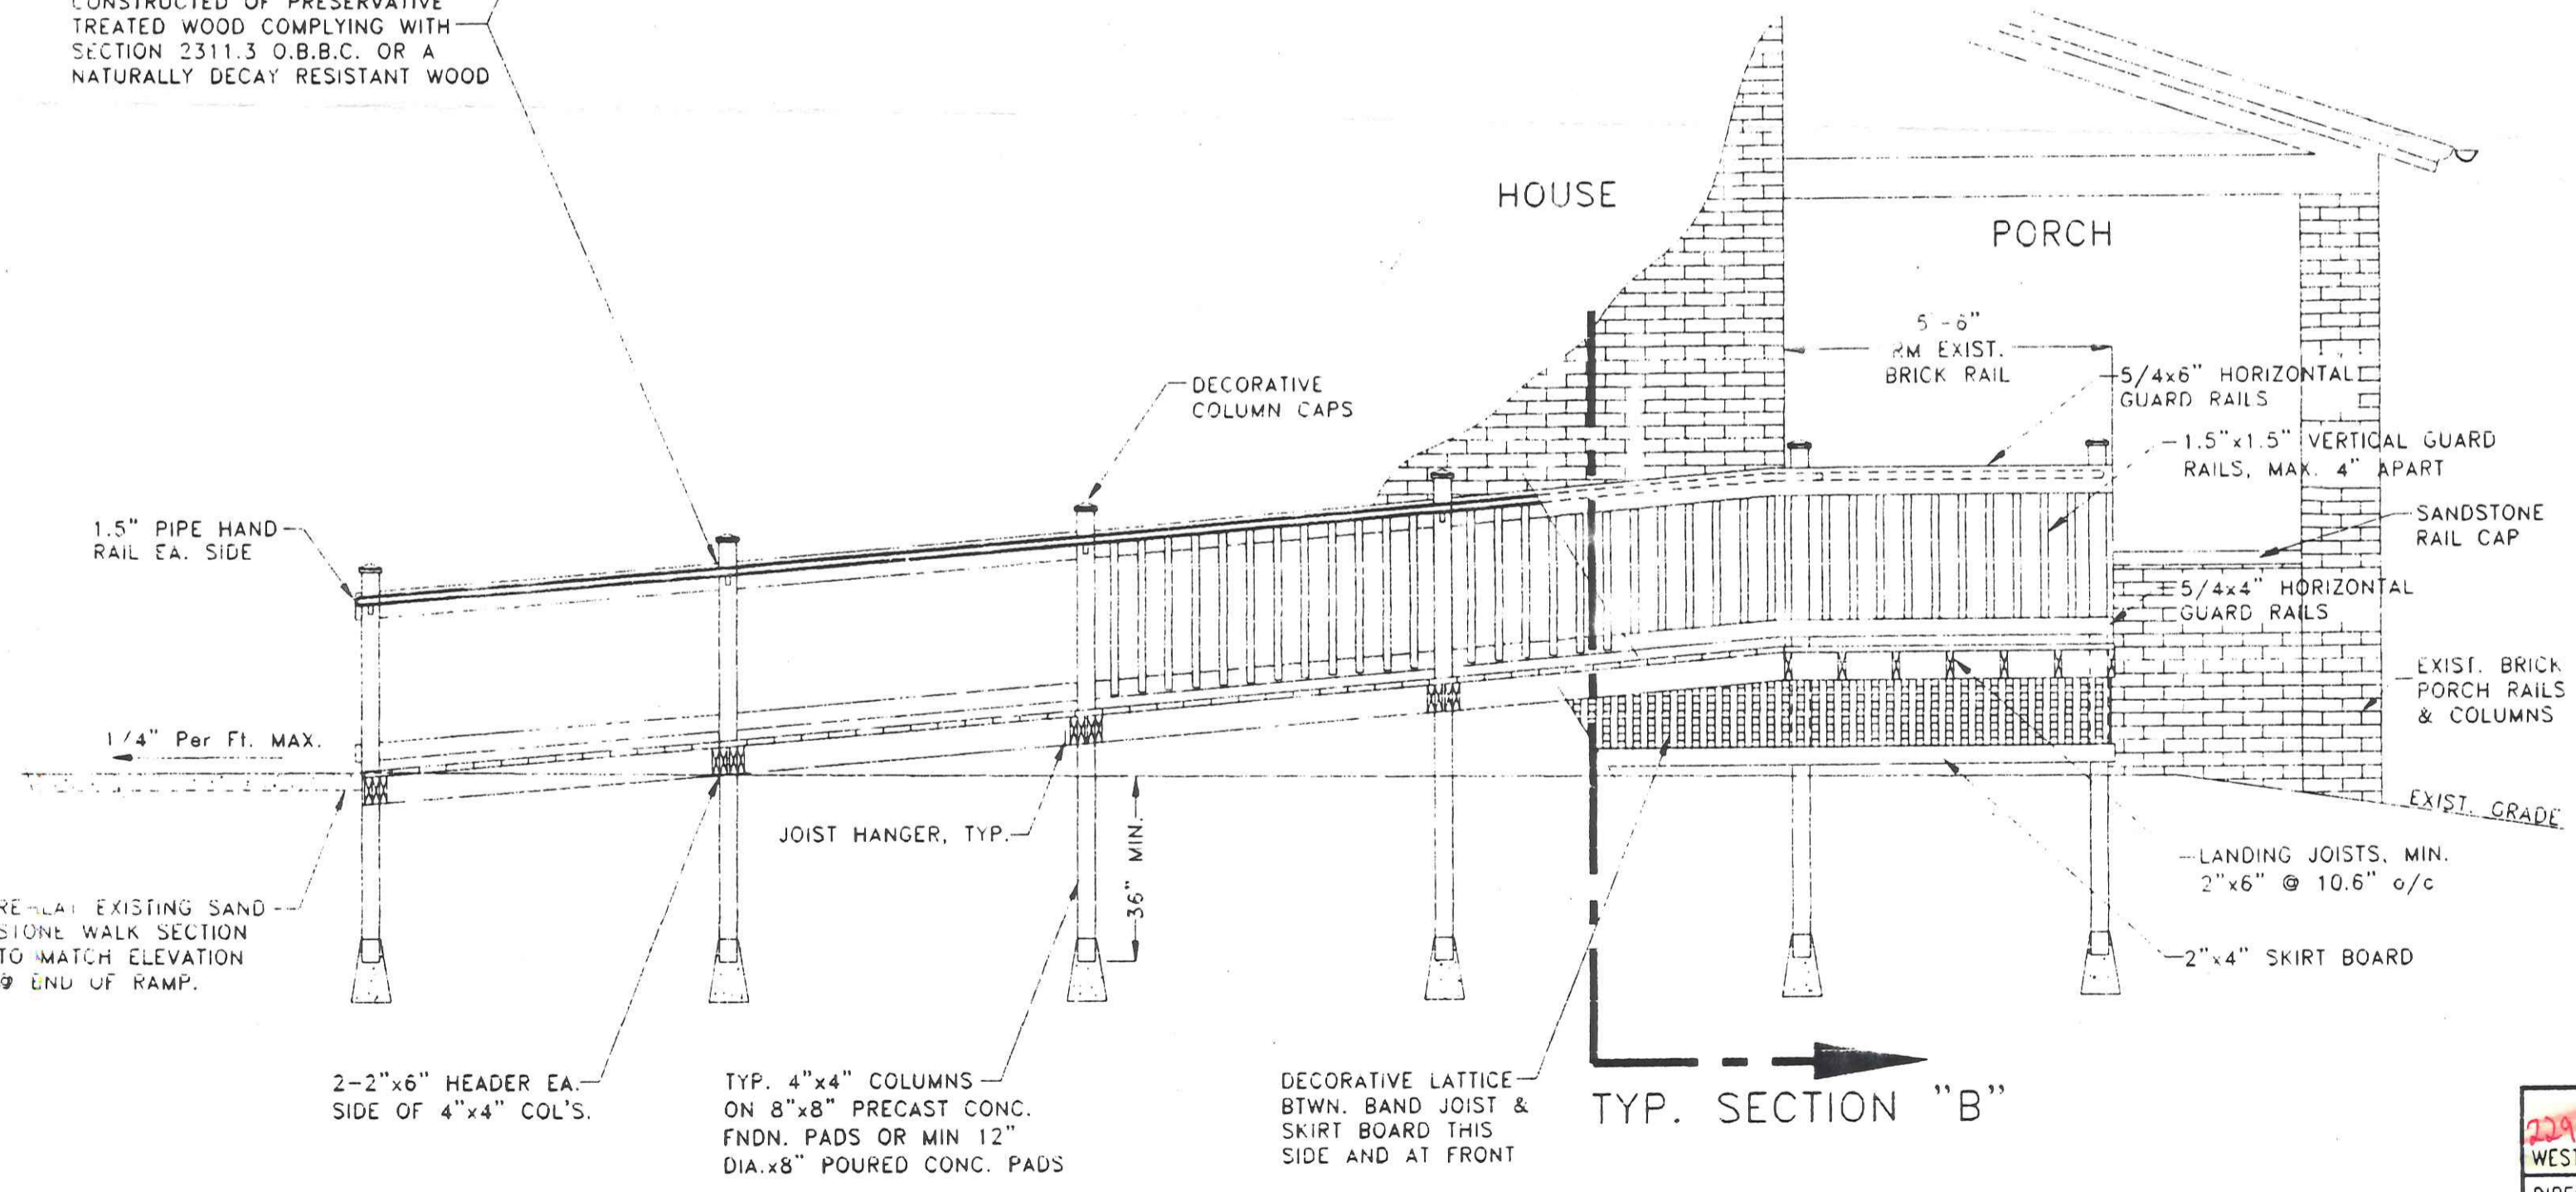 CONSTRUCTED OF PRESERVATIVE
TREATED WOOD COMPLYING WITH
SECTION 2311.3 O.B.B.C. OR A
NATURALLY DECAY RESISTANT WOOD
HOUSE
PORCH
5'-6"
RM EXIST.
BRICK RAIL
DECORATIVE
COLUMN CAPS
5/4x6" HORIZONTAL
GUARD RAILS
1.5"x1.5" VERTICAL GUARD
RAILS, MAX. 4" APART
SANDSTONE
RAIL CAP
1.5" PIPE HAND
RAIL EA. SIDE
5/4x4" HORIZONTAL
GUARD RAILS
EXIST. BRICK
PORCH RAILS
& COLUMNS
1/4" Per Ft. MAX.
EXIST. GRADE
JOIST HANGER, TYP.
36" MIN.
LANDING JOISTS, MIN.
2"x6" @ 10.6" o/c
EXISTING SAND
STONE WALK SECTION
TO MATCH ELEVATION
@ END OF RAMP.
2"x4" SKIRT BOARD
2-2"x6" HEADER EA.
SIDE OF 4"x4" COL'S.
TYP. 4"x4" COLUMNS
ON 8"x8" PRECAST CONC.
FNDN. PADS OR MIN 12"
DIA.x8" POURED CONC. PADS
DECORATIVE LATTICE
BTWN. BAND JOIST &
SKIRT BOARD THIS
SIDE AND AT FRONT
TYP. SECTION "B"
229
WEST